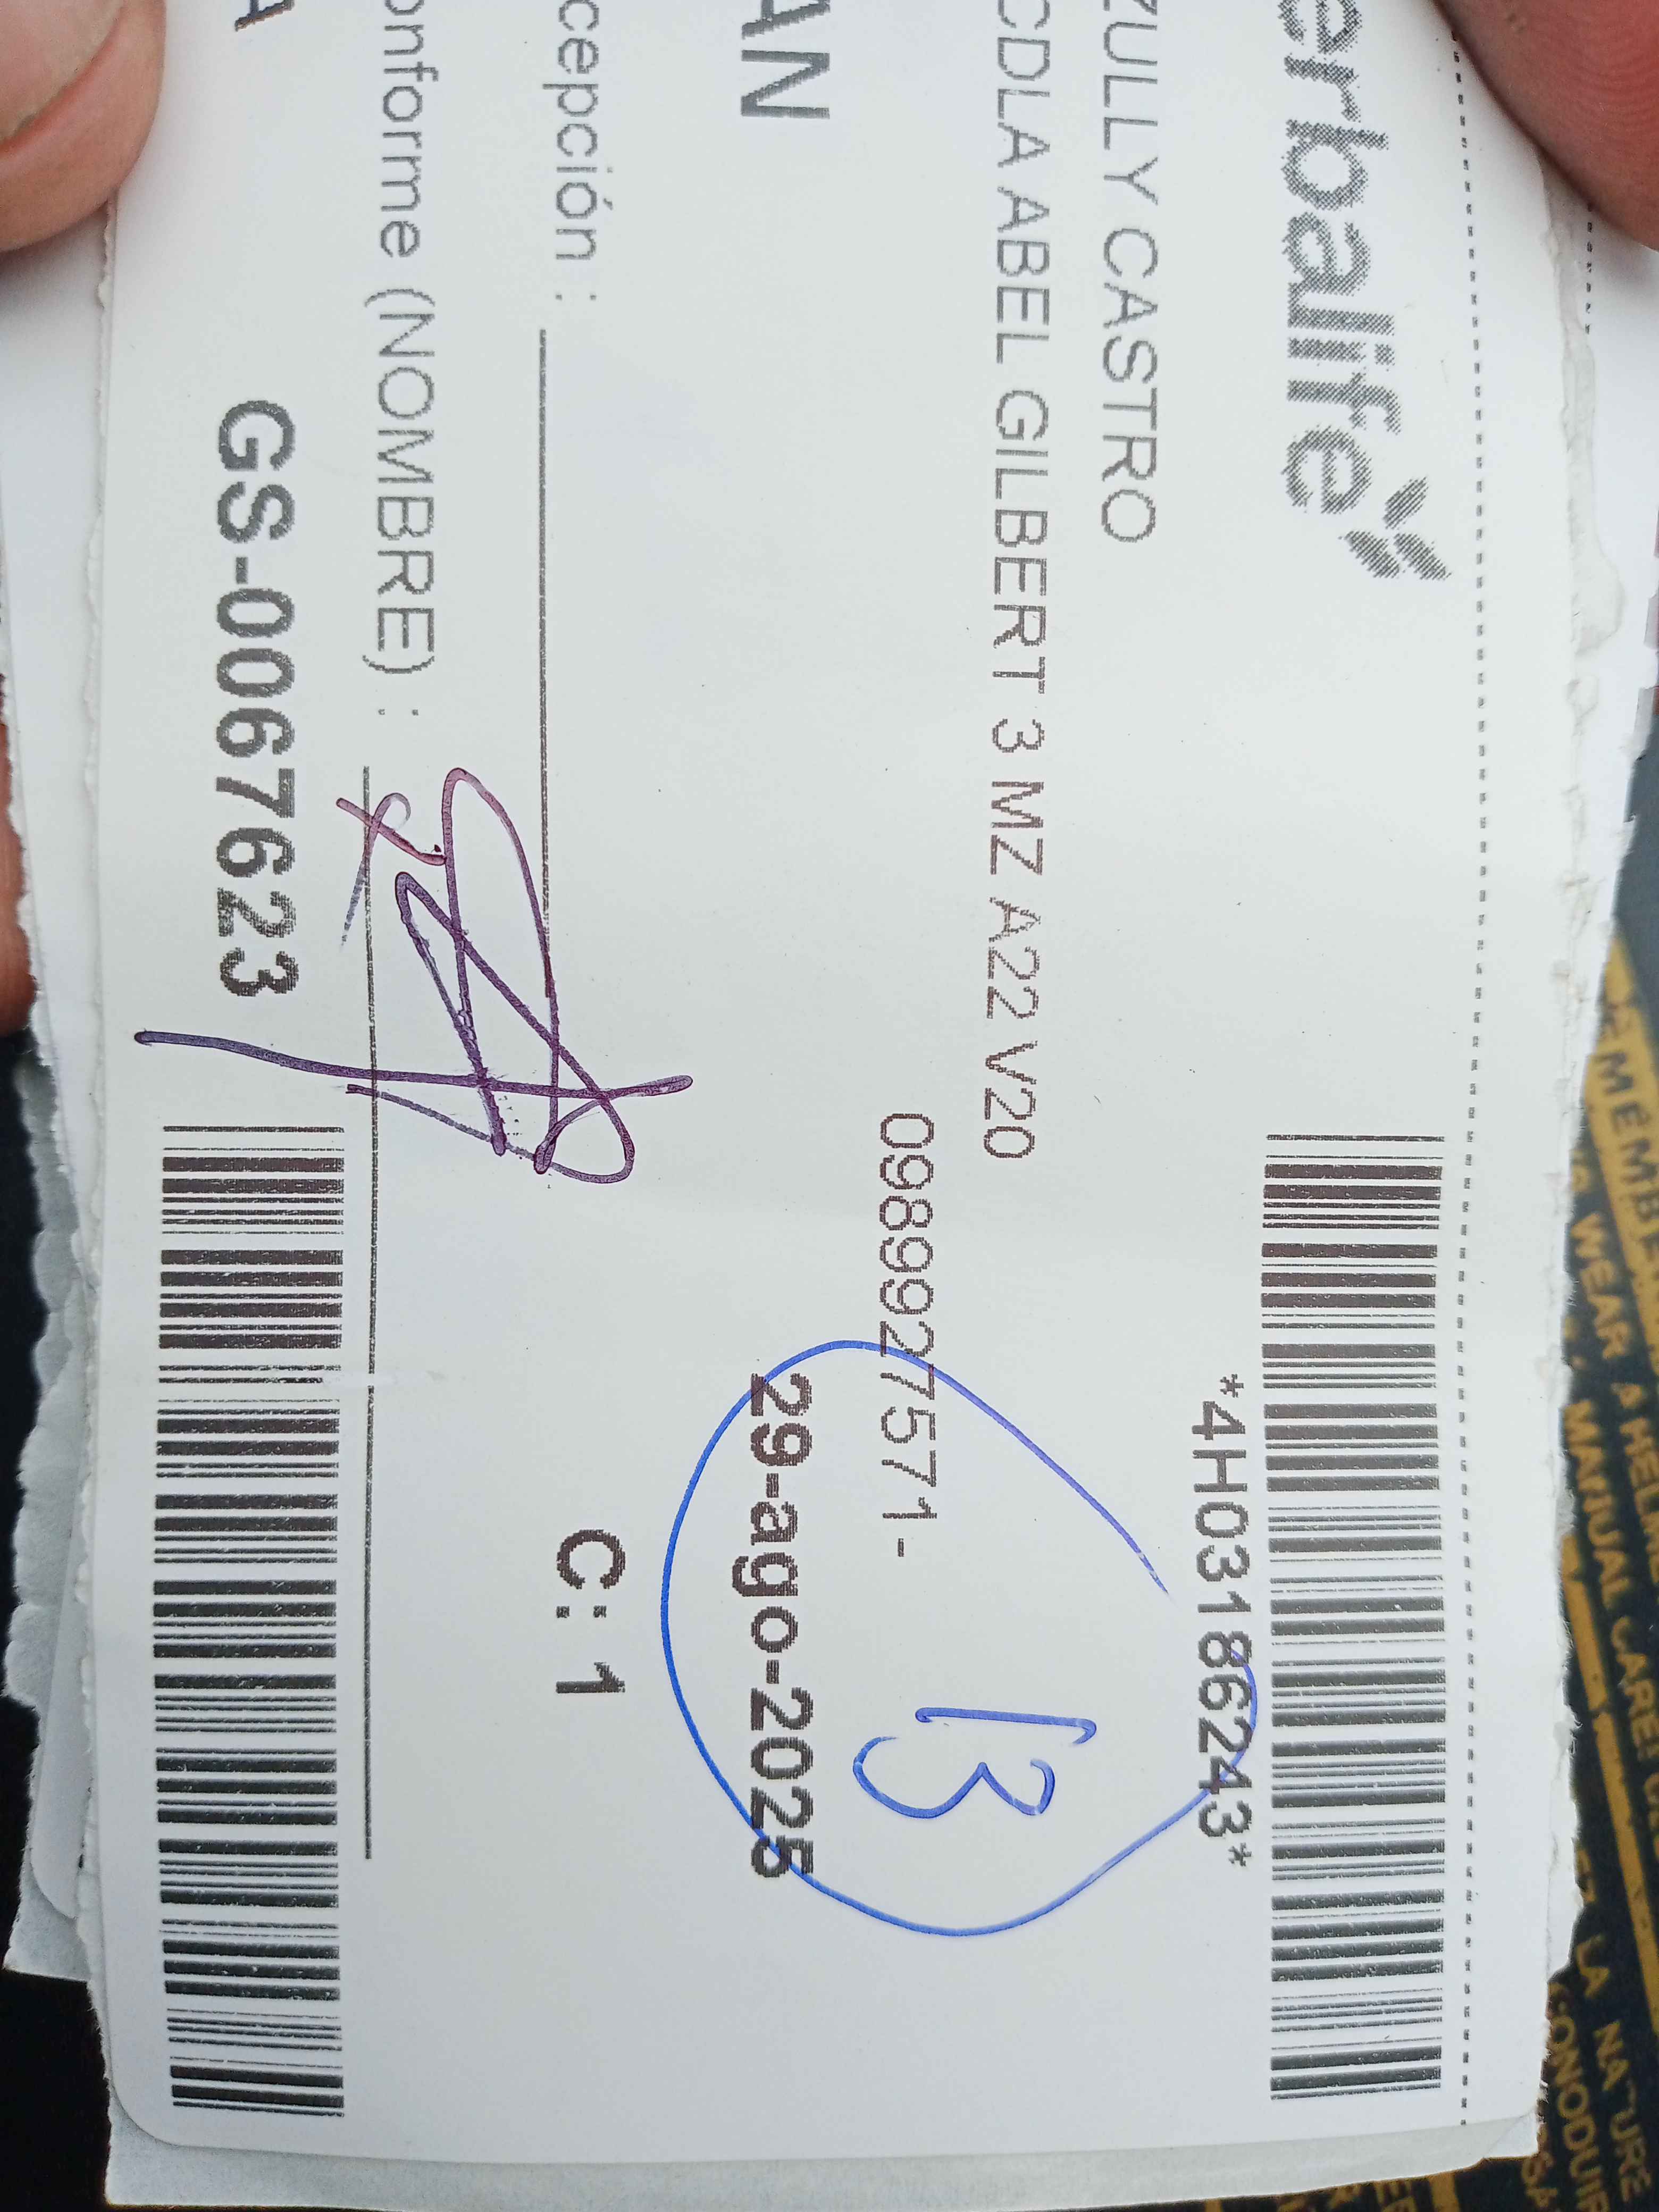 erbalife
*4H03186243*
ZULLY CASTRO
CDLA ABEL GILBERT 3 MZ A22 V20
0989927571-
13
AN
29-ago-2025
cepción :
C: 1
onforme (NOMBRE) :
A
GS-0067623